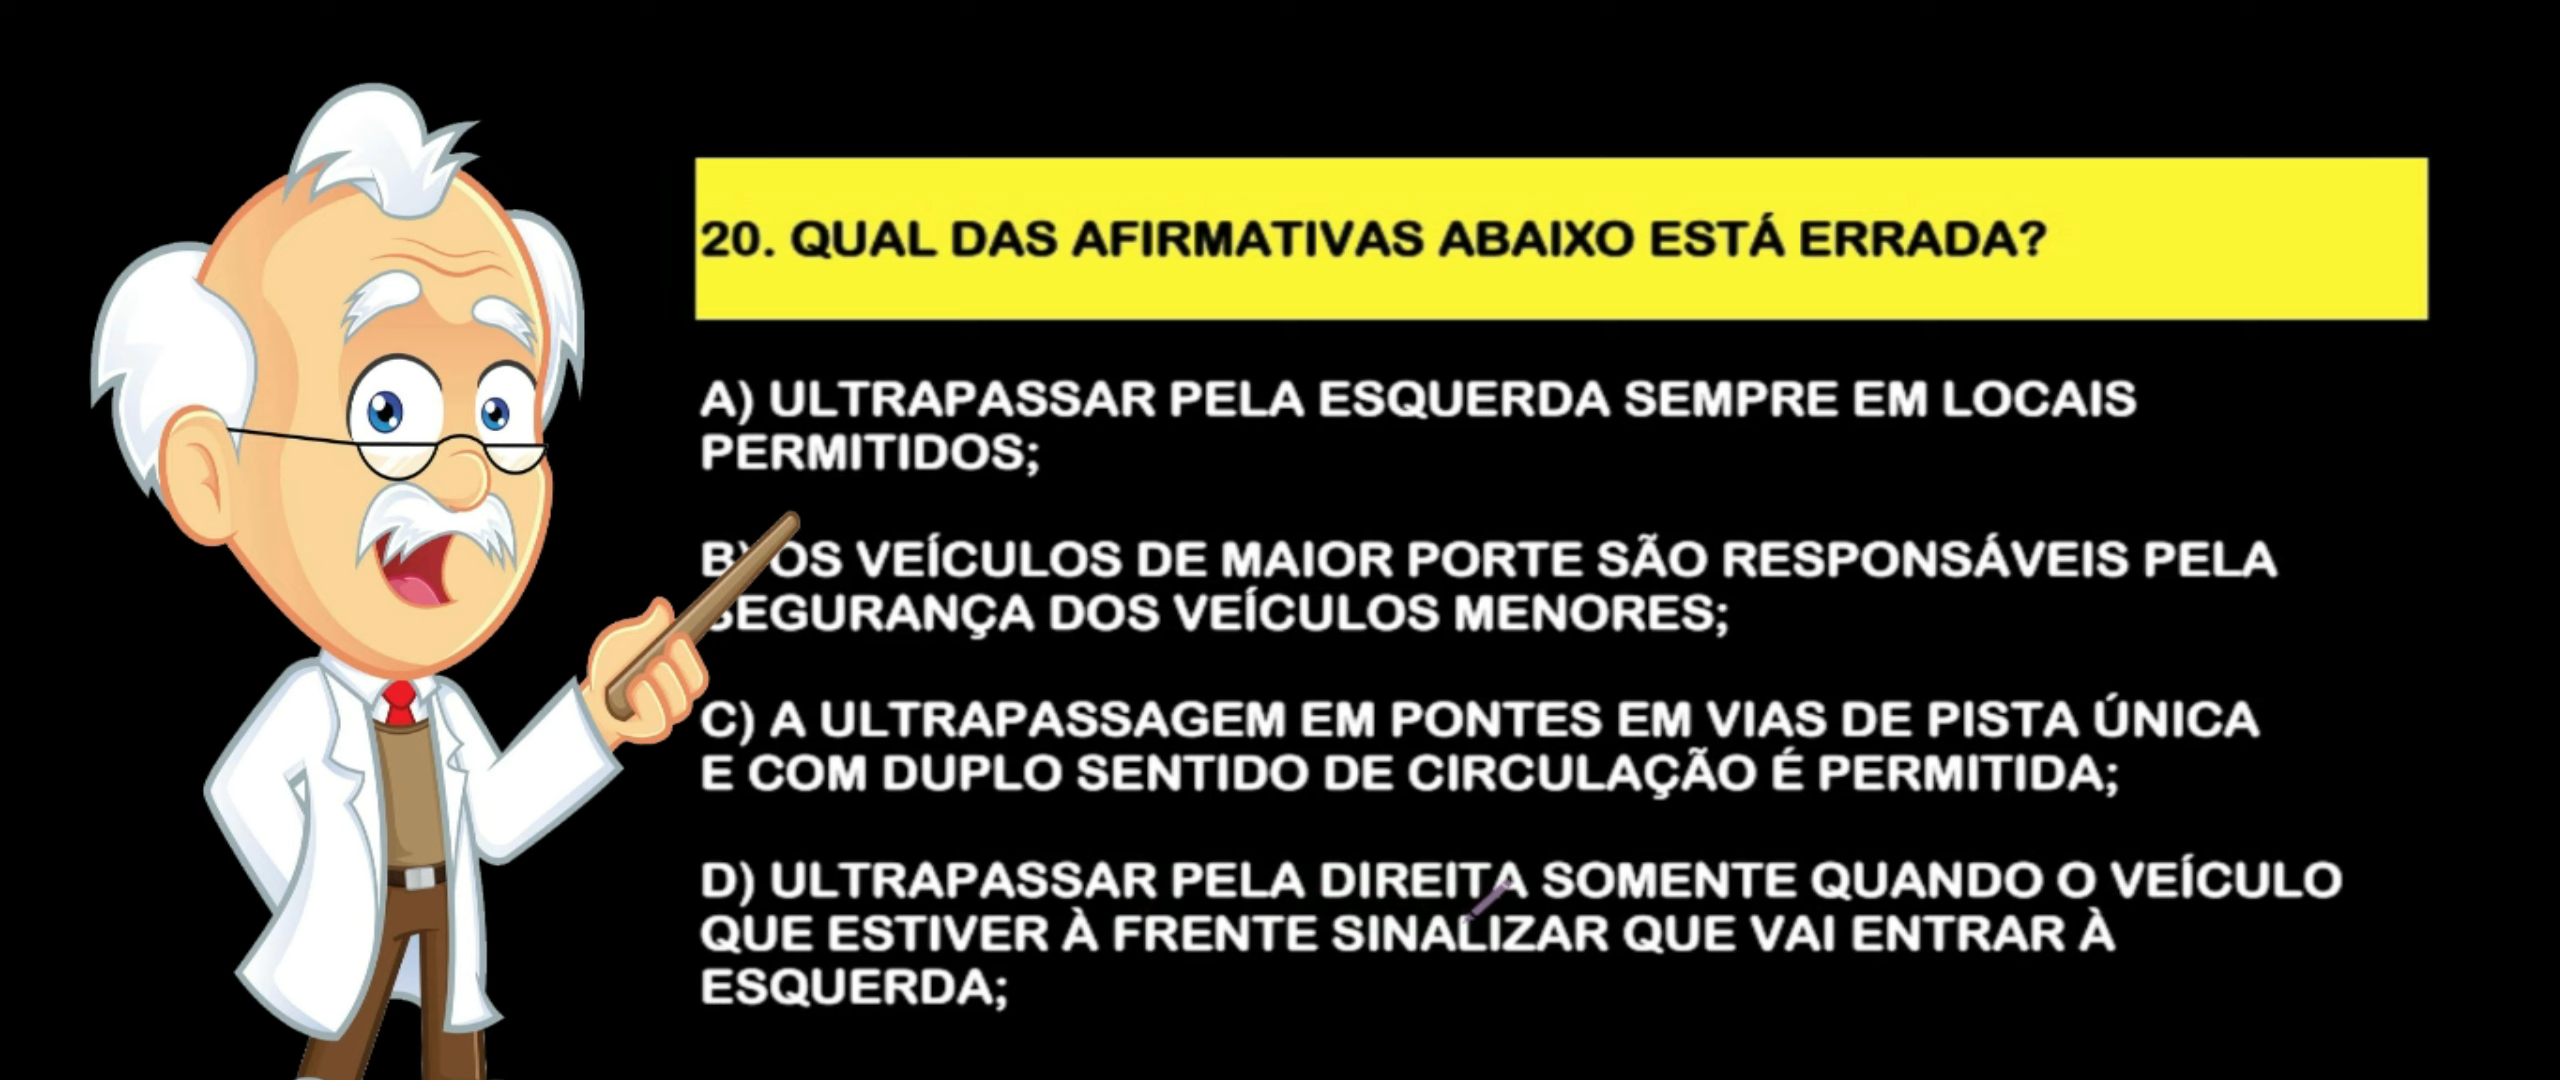 20. QUAL DAS AFIRMATIVAS ABAIXO ESTÁ ERRADA?
A) ULTRAPASSAR PELA ESQUERDA SEMPRE EM LOCAIS
PERMITIDOS;
B) OS VEÍCULOS DE MAIOR PORTE SÃO RESPONSÁVEIS PELA
SEGURANÇA DOS VEÍCULOS MENORES;
C) A ULTRAPASSAGEM EM PONTES EM VIAS DE PISTA ÚNICA
E COM DUPLO SENTIDO DE CIRCULAÇÃO É PERMITIDA;
D) ULTRAPASSAR PELA DIREITA SOMENTE QUANDO O VEÍCULO
QUE ESTIVER À FRENTE SINALIZAR QUE VAI ENTRAR À
ESQUERDA;